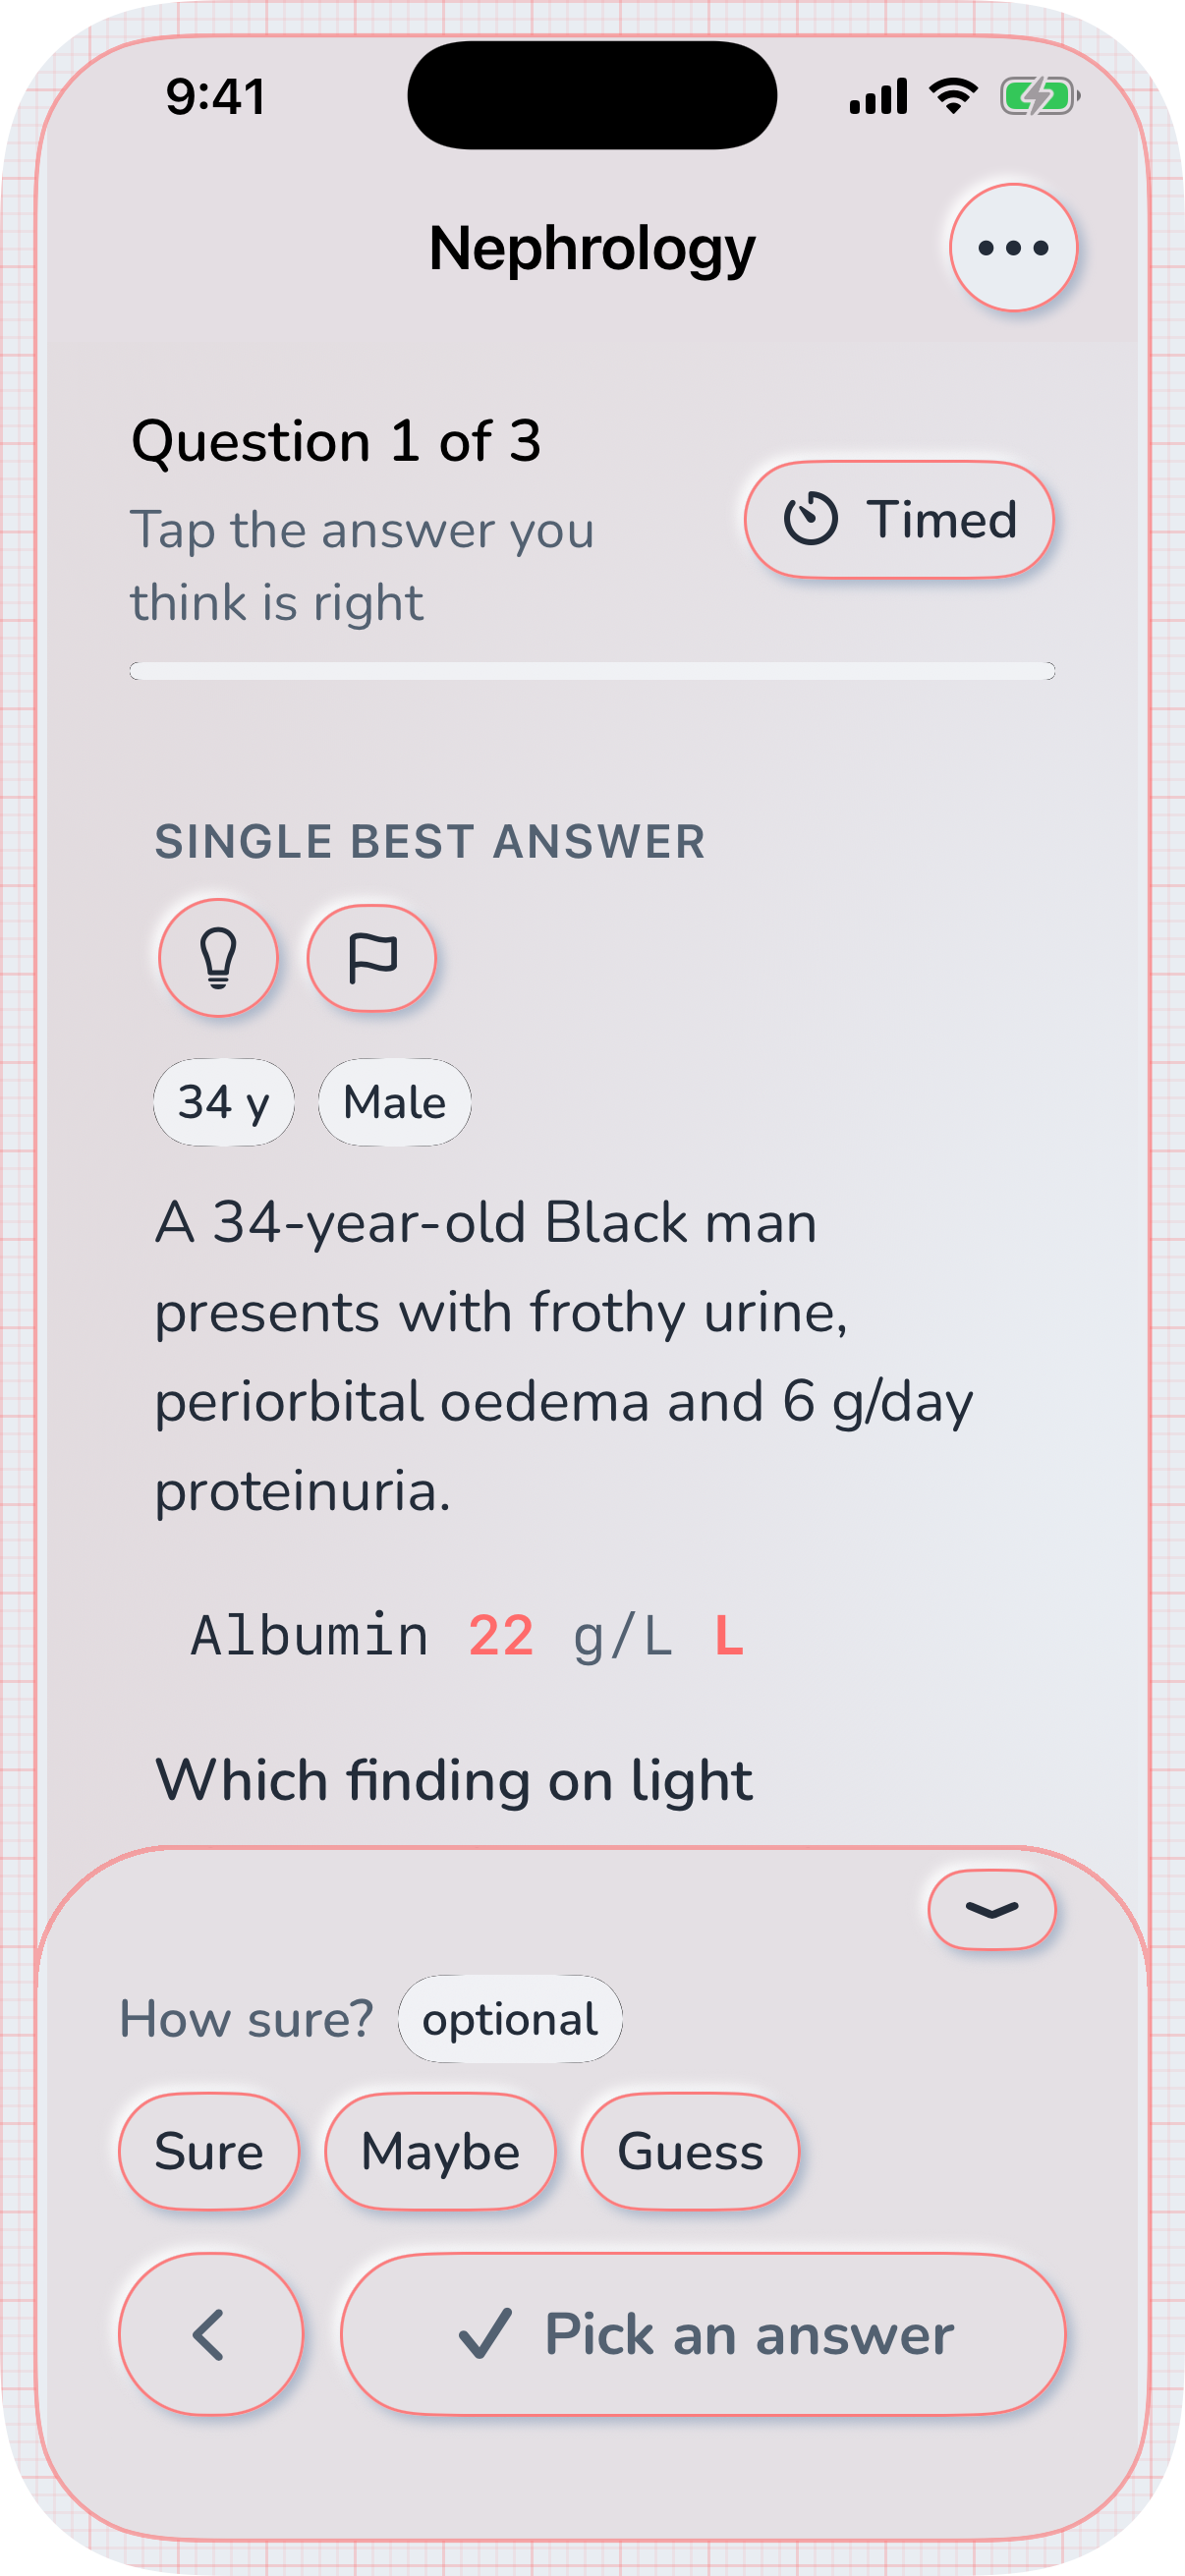 9:41
Nephrology
Question 1 of 3
Tap the answer you
think is right
Timed
SINGLE BEST ANSWER
34 y
Male
A 34-year-old Black man
presents with frothy urine,
periorbital oedema and 6 g/day
proteinuria.
Albumin 22 g/L L
Which finding on light
How sure?
optional
Sure
Maybe
Guess
Pick an answer